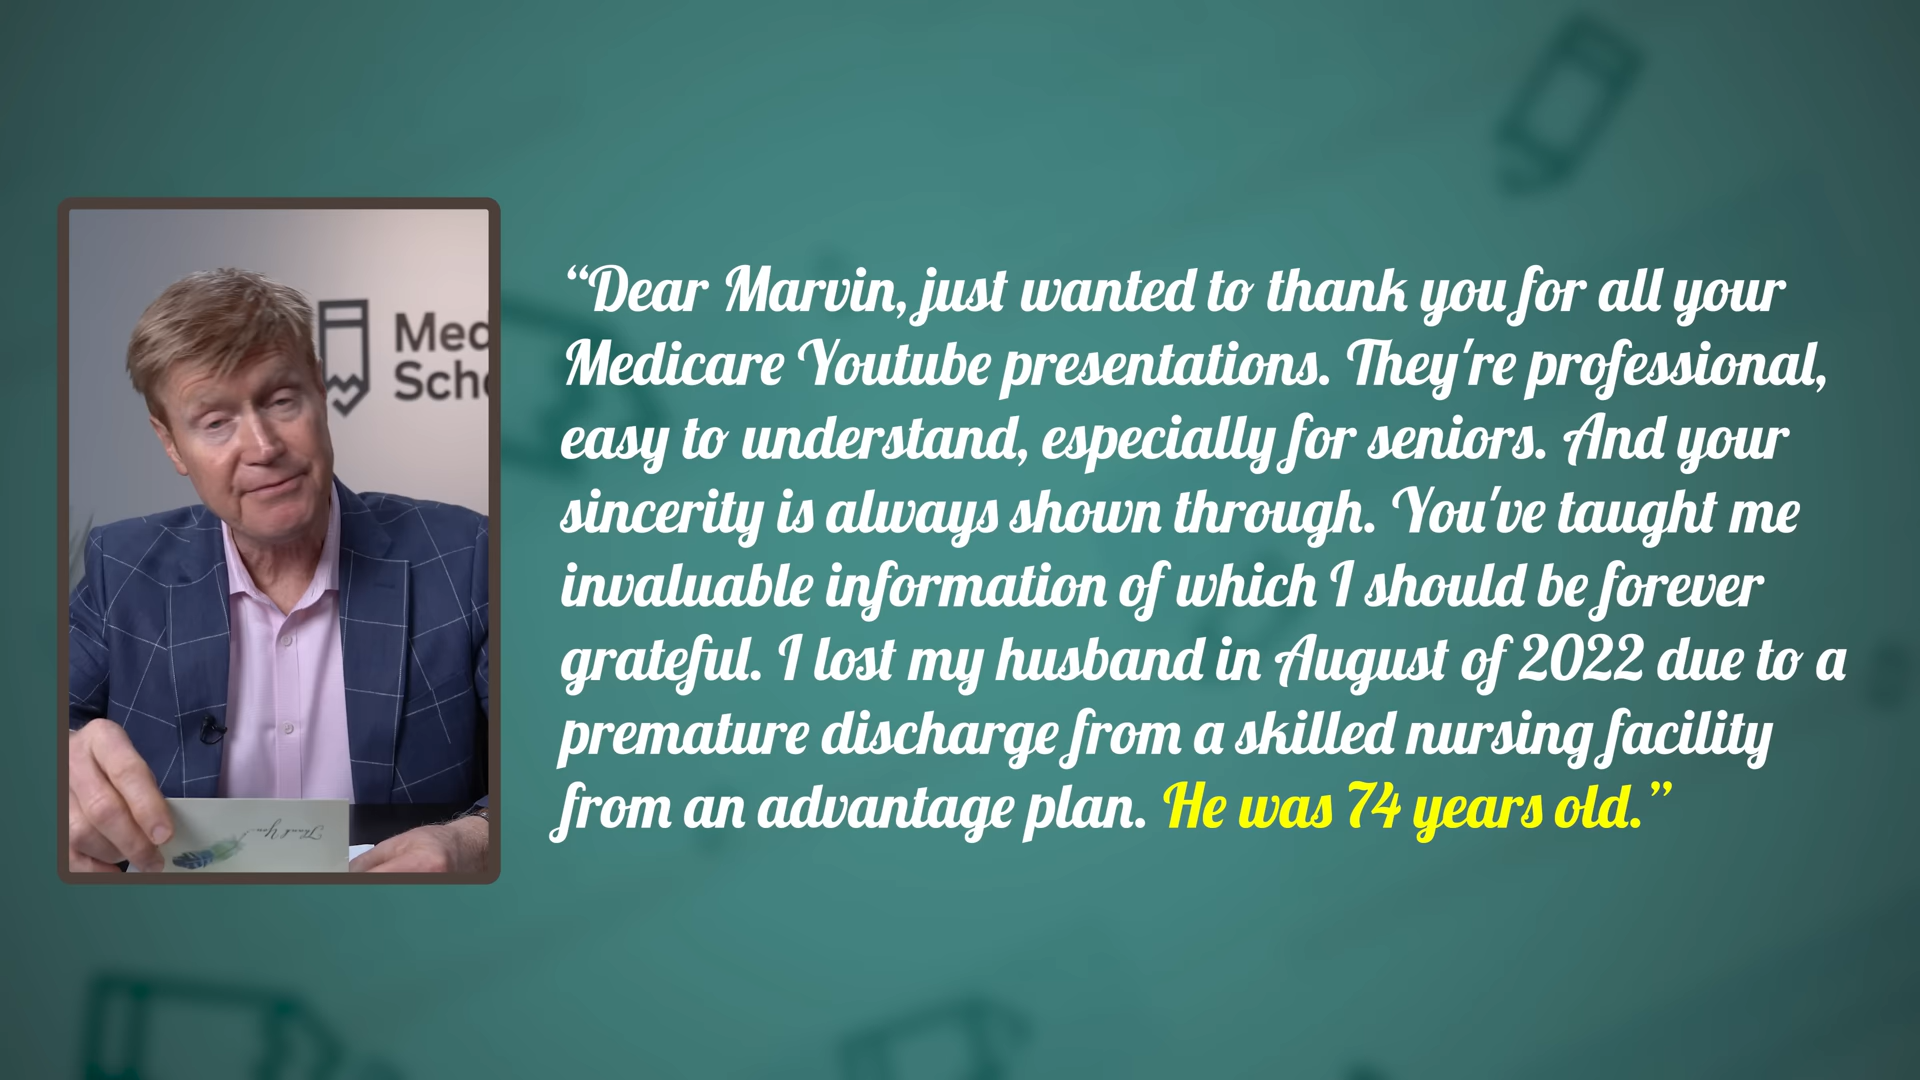 Med
Sch
“Dear Marvin, just wanted to thank you for all your
Medicare Youtube presentations. They're professional,
easy to understand, especially for seniors. And your
sincerity is always shown through. You've taught me
invaluable information of which I should be forever
grateful. I lost my husband in August of 2022 due to a
premature discharge from a skilled nursing facility
from an advantage plan. He was 74 years old.”
Thank You!